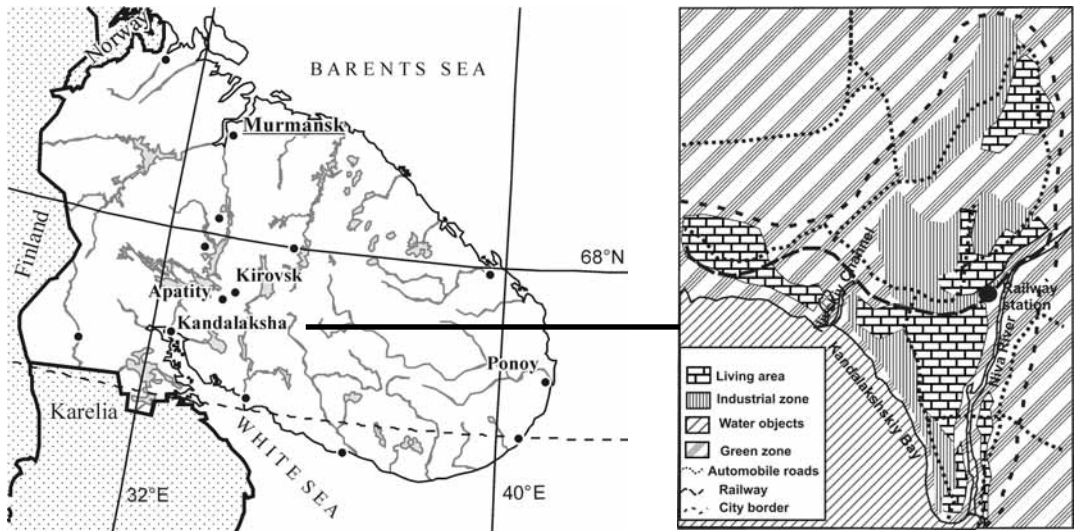 Norway
BARENTS SEA
Murmansk
Finland
68°N
Kirovsk
Apatity
Kandalaksha
Ponoy
Karelia
WHITE SEA
32°E
40°E
Channel
Railway
station
Niva River
Kandalakshskiy Bay
Living area
Industrial zone
Water objects
Green zone
Automobile roads
Railway
City border